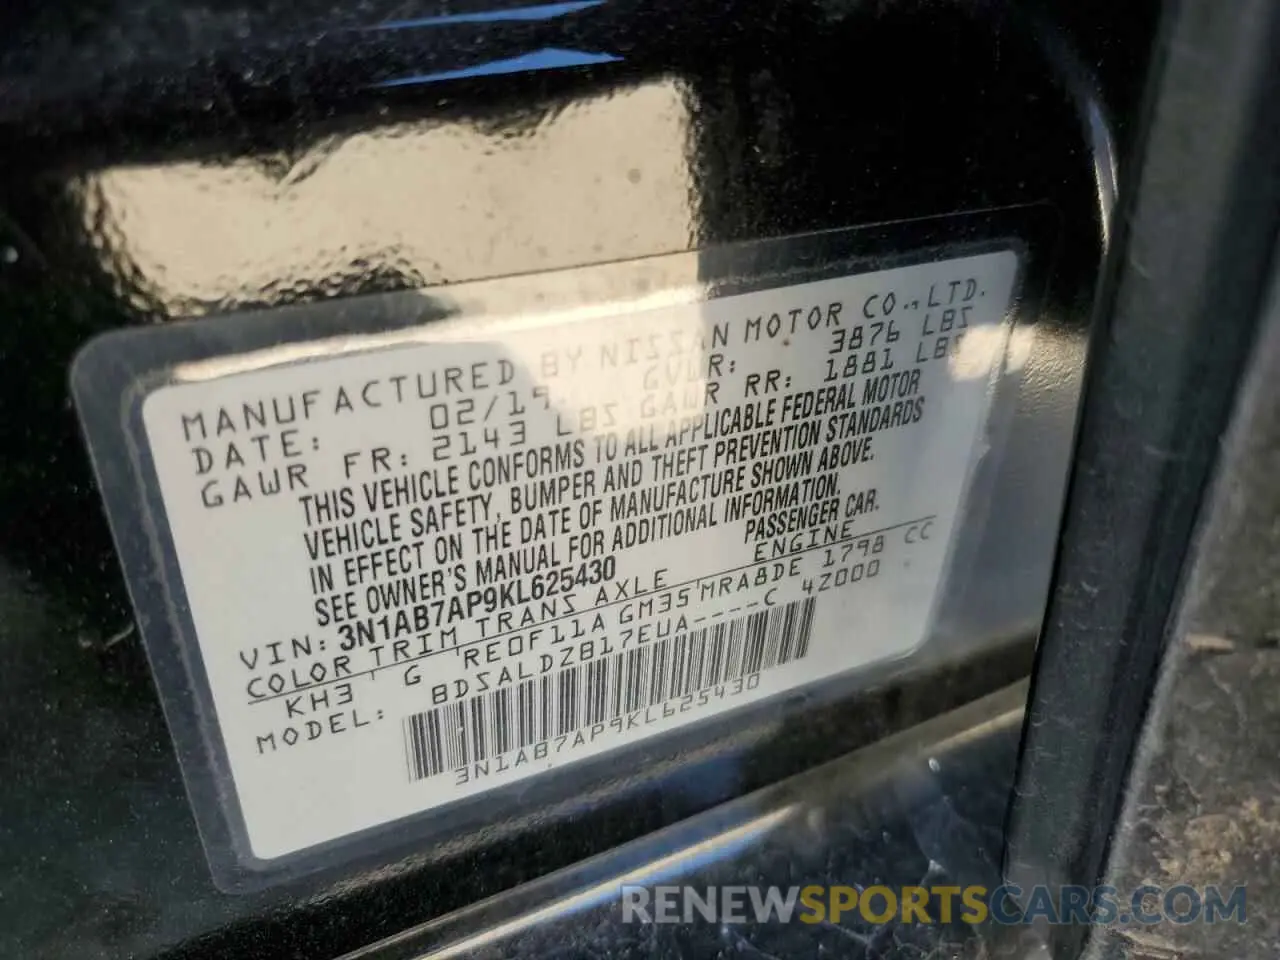 MANUFACTURED BY NISSAN MOTOR CO., LTD.
DATE: 02/19 GVWR: 3876 LBS
GAWR FR: 2143 LBS GAWR RR: 1881 LBS
THIS VEHICLE CONFORMS TO ALL APPLICABLE FEDERAL MOTOR
VEHICLE SAFETY, BUMPER AND THEFT PREVENTION STANDARDS
IN EFFECT ON THE DATE OF MANUFACTURE SHOWN ABOVE.
SEE OWNER'S MANUAL FOR ADDITIONAL INFORMATION.
VIN: 3N1AB7AP9KL625430 PASSENGER CAR.
COLOR TRIM TRANS AXLE ENGINE
KH3 G RE0F11A GM35 MRA8DE 1798 CC
MODEL: BDSALDZB17EUA----C 4Z000
3N1AB7AP9KL625430
RENEWSPORTSCARS.COM